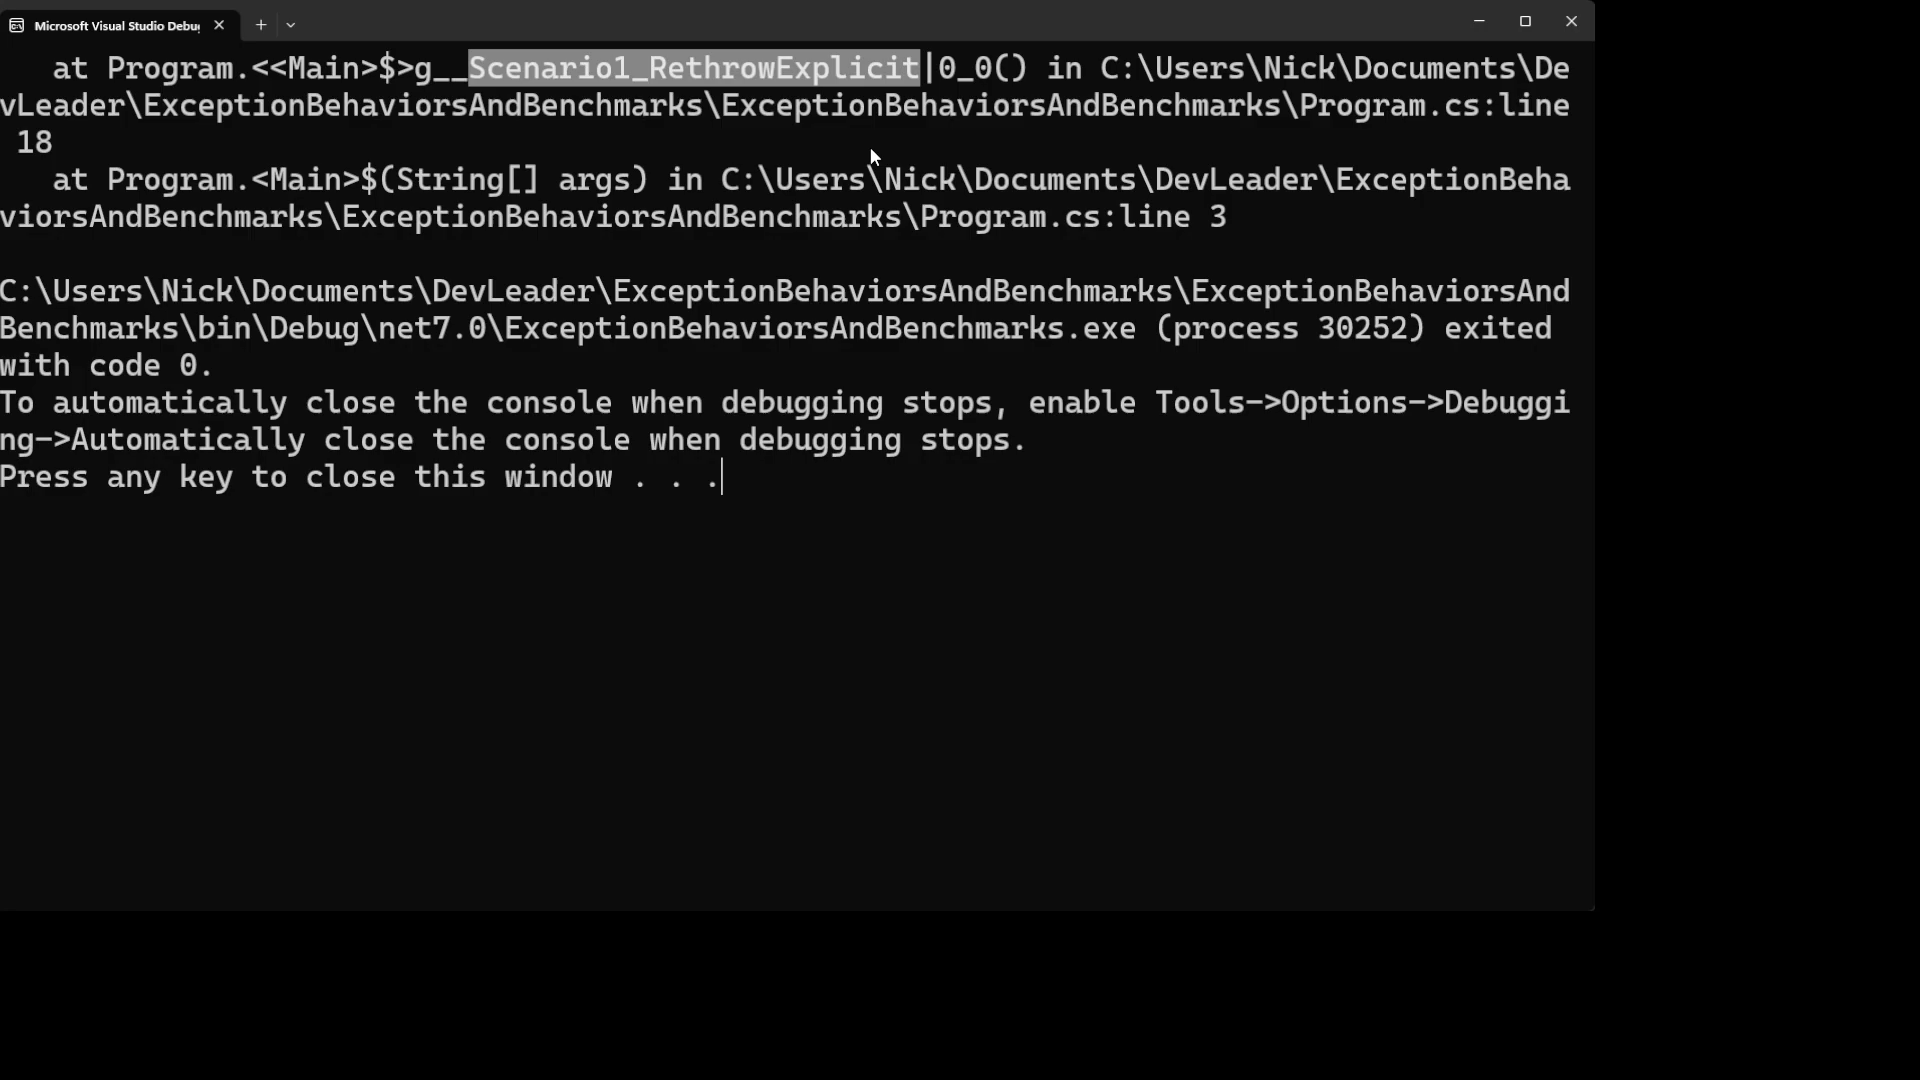 Microsoft Visual Studio Debu
at Program.<<Main>$>g__Scenario1_RethrowExplicit|0_0() in C:\Users\Nick\Documents\De
vLeader\ExceptionBehaviorsAndBenchmarks\ExceptionBehaviorsAndBenchmarks\Program.cs:line
18
at Program.<Main>$(String[] args) in C:\Users\Nick\Documents\DevLeader\ExceptionBeha
viorsAndBenchmarks\ExceptionBehaviorsAndBenchmarks\Program.cs:line 3
C:\Users\Nick\Documents\DevLeader\ExceptionBehaviorsAndBenchmarks\ExceptionBehaviorsAnd
Benchmarks\bin\Debug\net7.0\ExceptionBehaviorsAndBenchmarks.exe (process 30252) exited
with code 0.
To automatically close the console when debugging stops, enable Tools->Options->Debuggi
ng->Automatically close the console when debugging stops.
Press any key to close this window . . .